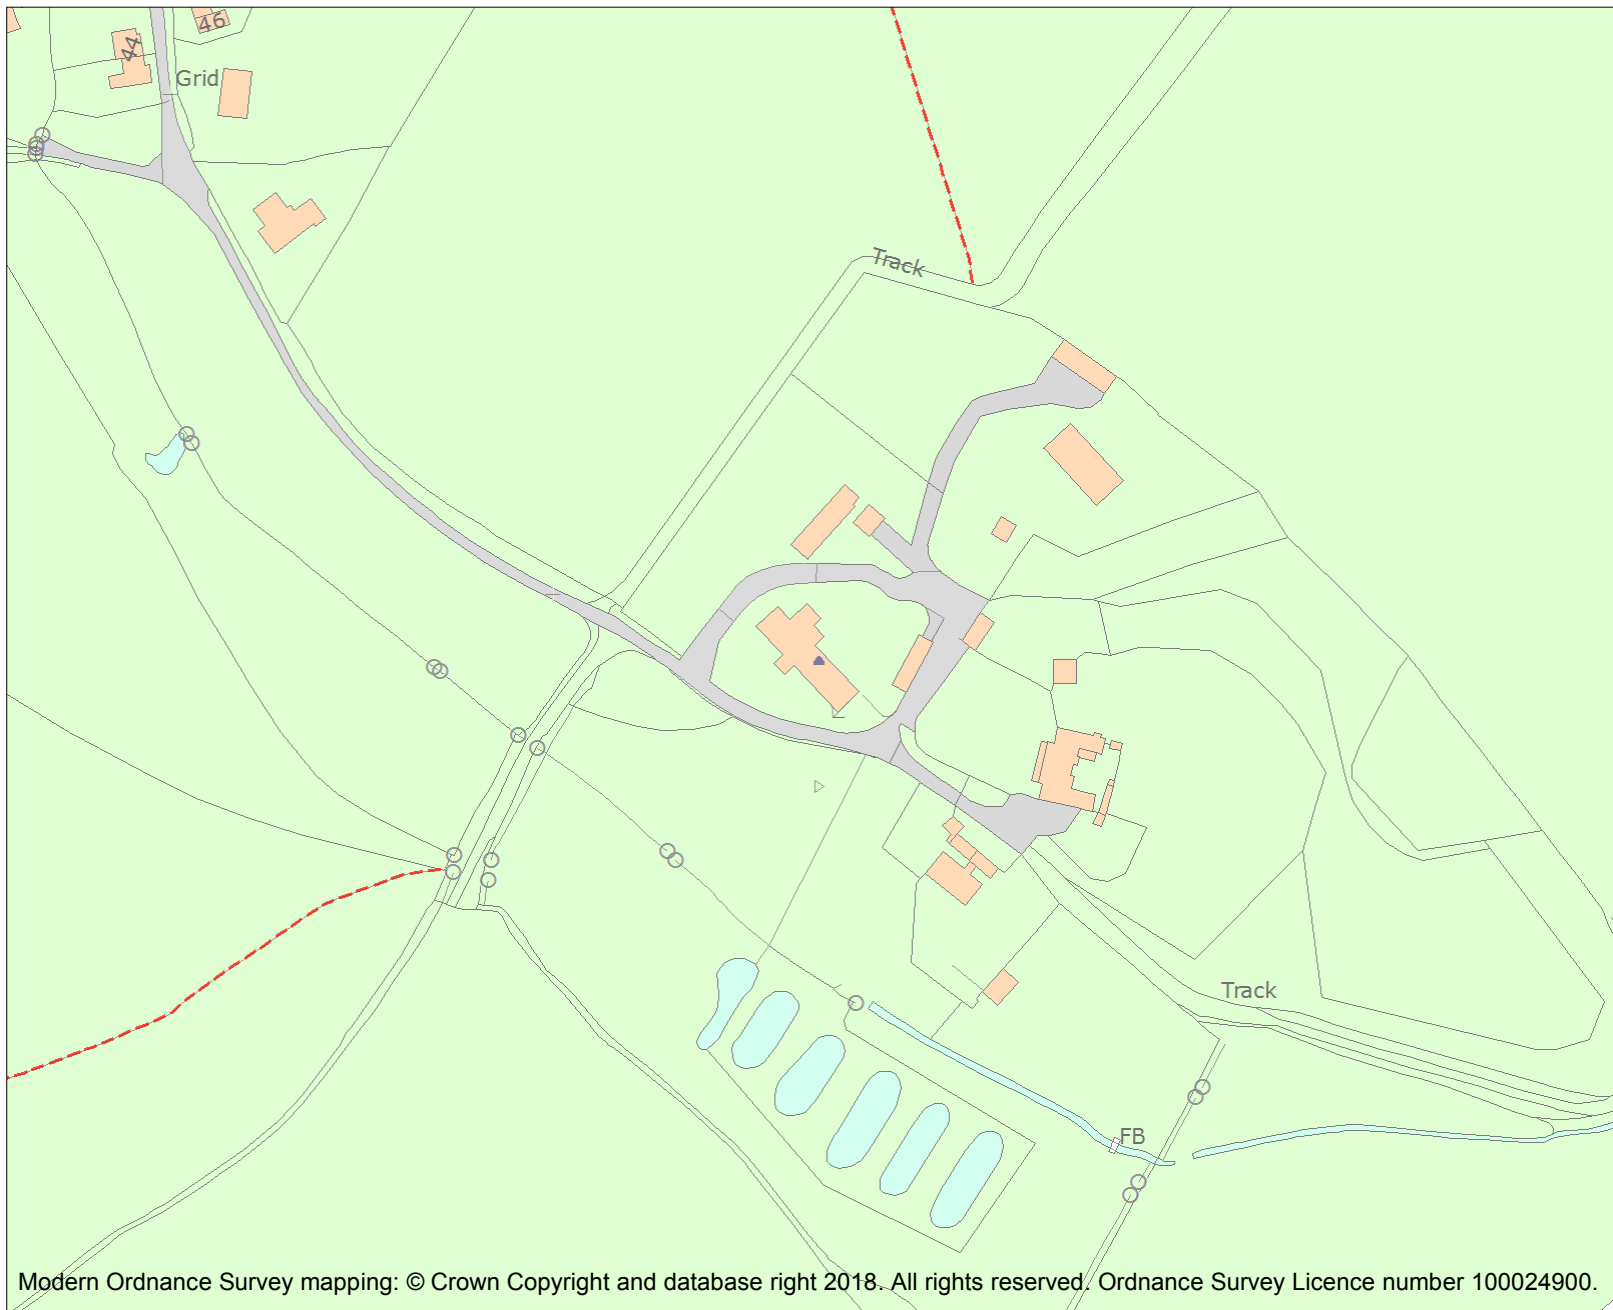 46
44
Grid
Track
Track
FB
Modern Ordnance Survey mapping: © Crown Copyright and database right 2018. All rights reserved. Ordnance Survey Licence number 100024900.